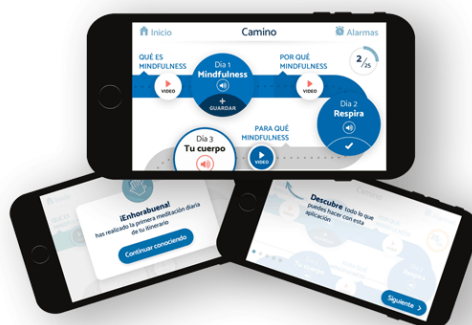 Inicio
Camino
Alarmas
QUÉ ES
MINDFULNESS
VIDEO
Día 1
Mindfulness
+
GUARDAR
POR QUÉ
MINDFULNESS
VIDEO
2/25
Día 2
Respira
PARA QUÉ
MINDFULNESS
VIDEO
Día 3
Tu cuerpo
¡Enhorabuena!
has realizado la primera meditación diaria
de tu itinerario
Continuar conociendo
Descubre todo lo que
puedes hacer con esta
aplicación
Siguiente >